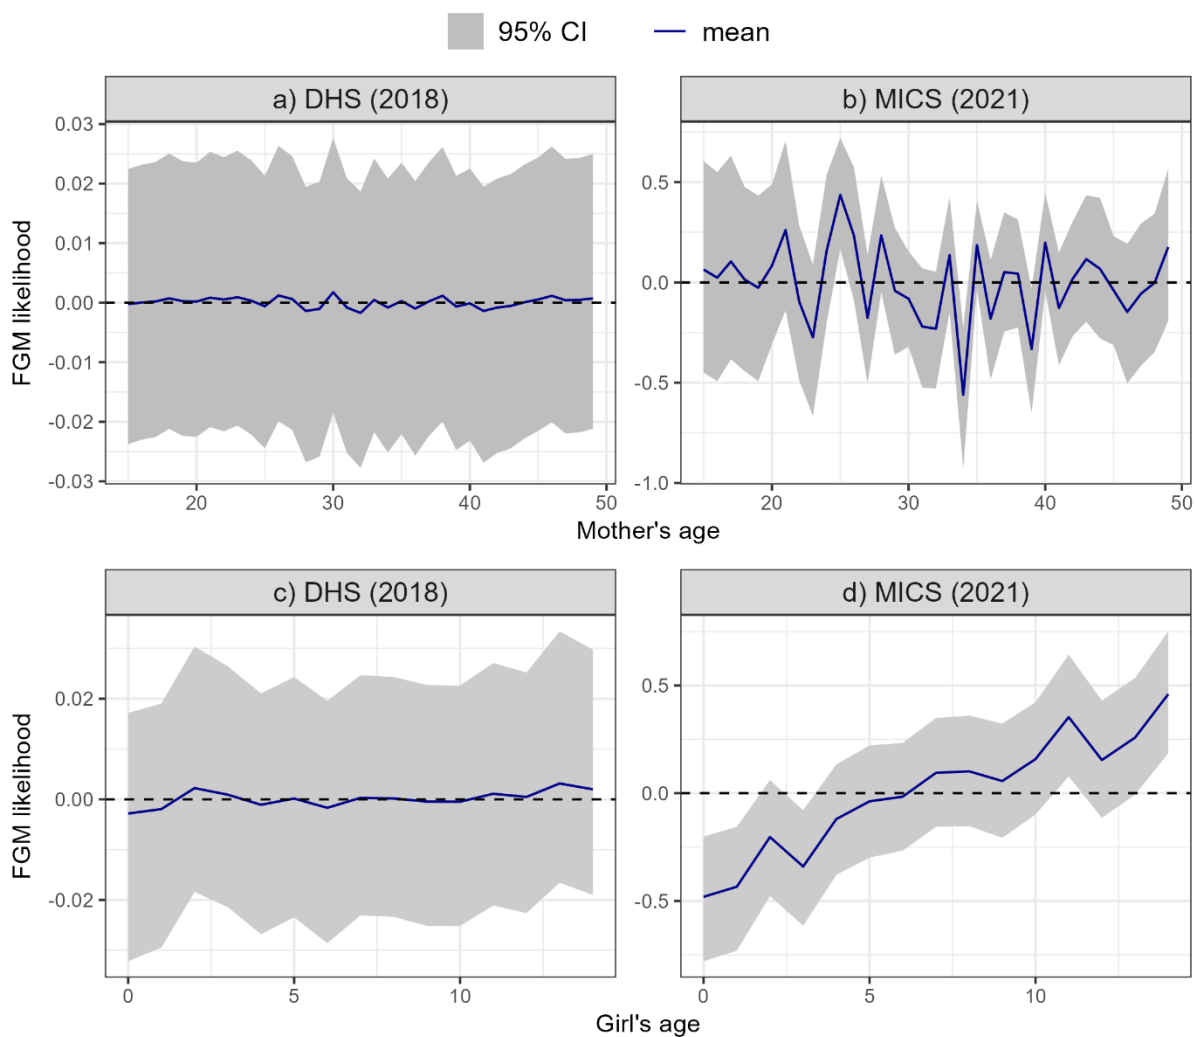 95% CI mean
a) DHS (2018)
b) MICS (2021)
FGM likelihood
0.03
0.02
0.01
0.00
-0.01
-0.02
-0.03
20 30 40 50
0.5
0.0
-0.5
-1.0
20 30 40 50
Mother's age
c) DHS (2018)
d) MICS (2021)
FGM likelihood
0.02
0.00
-0.02
0 5 10
0.5
0.0
-0.5
0 5 10
Girl's age